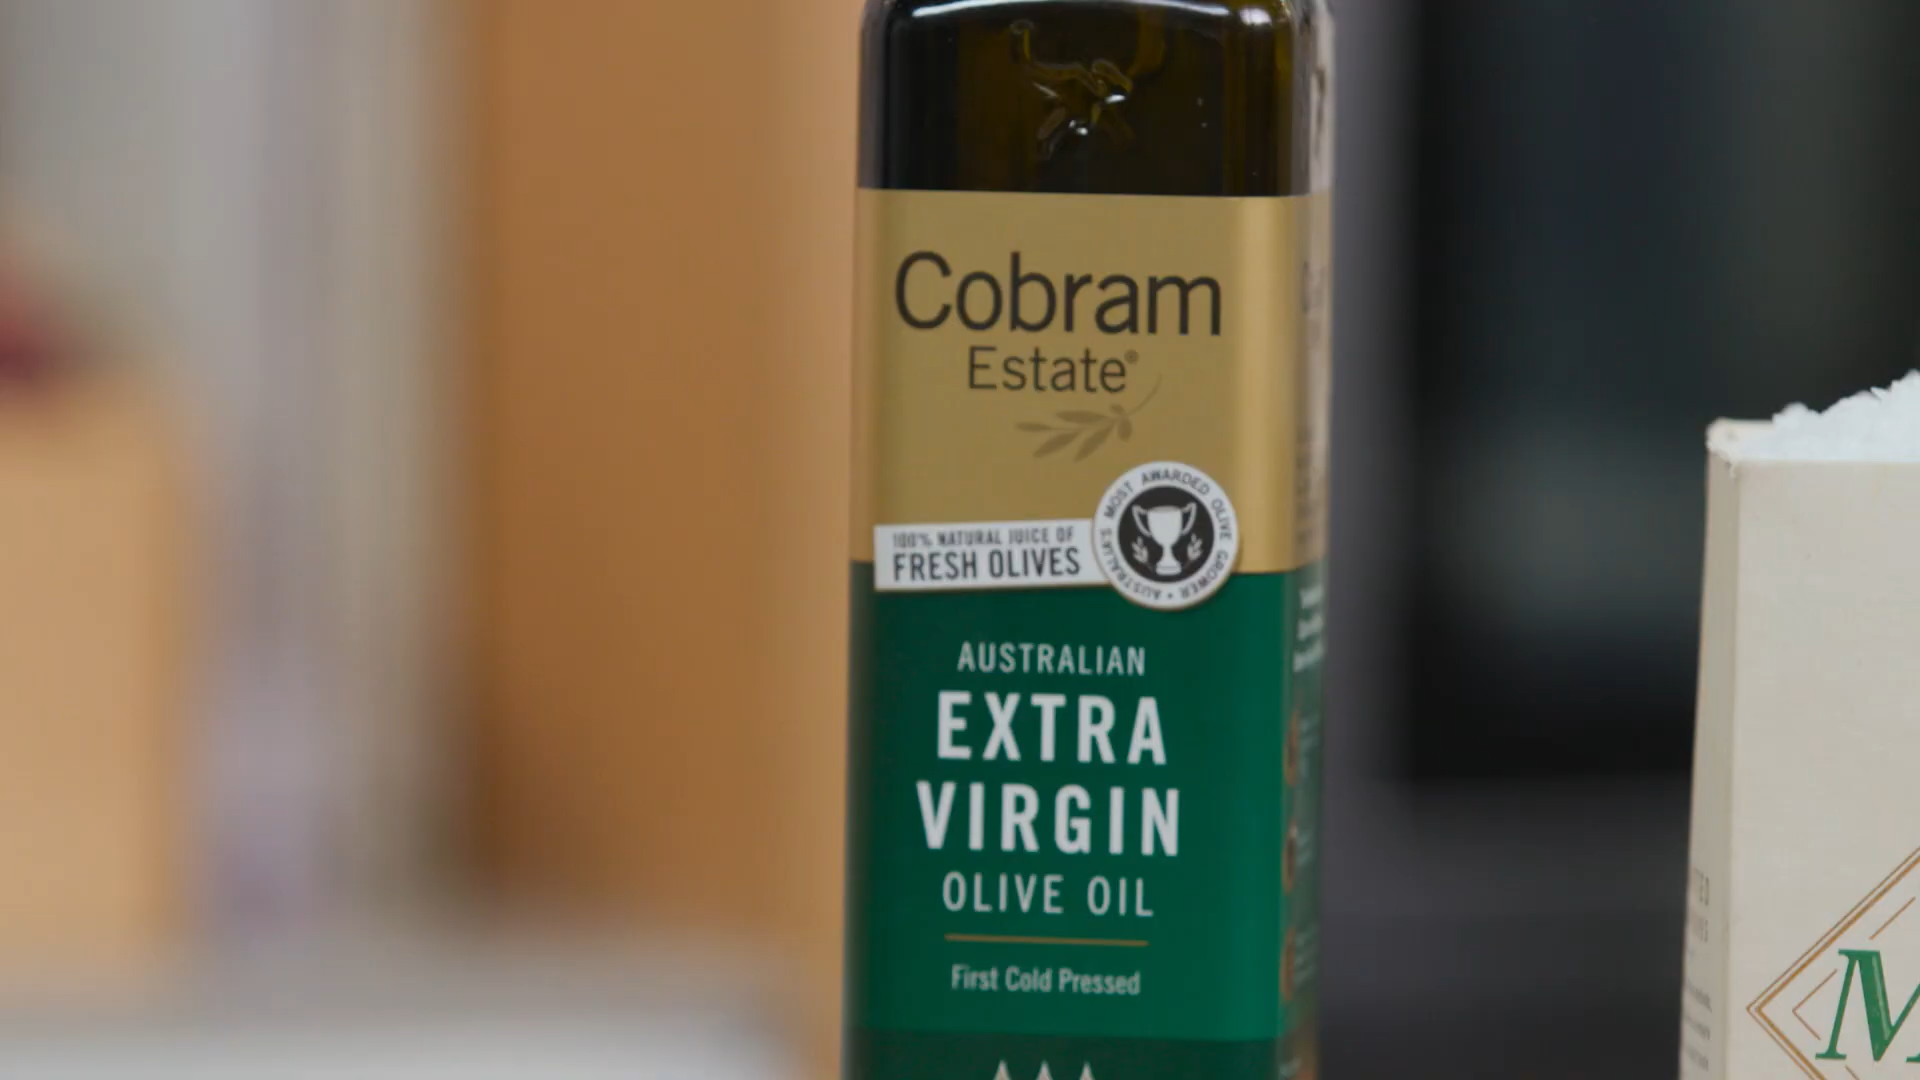 Cobram
Estate®
100% NATURAL JUICE OF
FRESH OLIVES
AUSTRALIA'S MOST AWARDED OLIVE GROWER •
AUSTRALIAN
EXTRA
VIRGIN
OLIVE OIL
First Cold Pressed
M